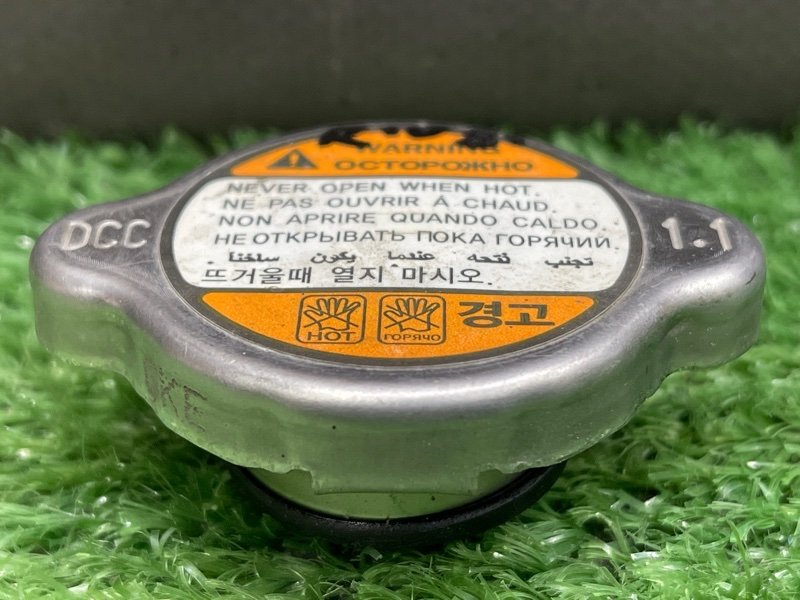 WARNING
ОСТОРОЖНО
NEVER OPEN WHEN HOT.
NE PAS OUVRIR À CHAUD.
NON APRIRE QUANDO CALDO.
НЕ ОТКРЫВАТЬ ПОКА ГОРЯЧИЙ.
تجنب فتحه عندما يكون ساخنا.
뜨거울때 열지 마시오.
DCC
1.1
HOT
ГОРЯЧО
경고